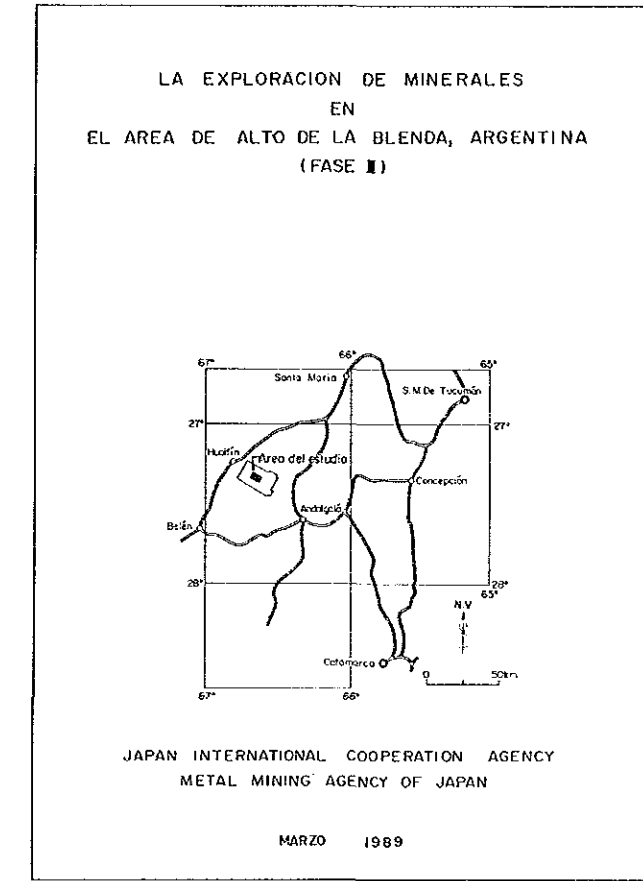 LA EXPLORACION DE MINERALES
EN
EL AREA DE ALTO DE LA BLENDA, ARGENTINA
(FASE II)
67°
66°
65°
Santa María
S.M.De Tucumán
27°
27°
Hualfín
Area del estudio
Concepción
Andalgalá
Belén
28°
28°
65°
N.V
Catamarca
0 50km
67°
66°
JAPAN INTERNATIONAL COOPERATION AGENCY
METAL MINING AGENCY OF JAPAN
MARZO 1989